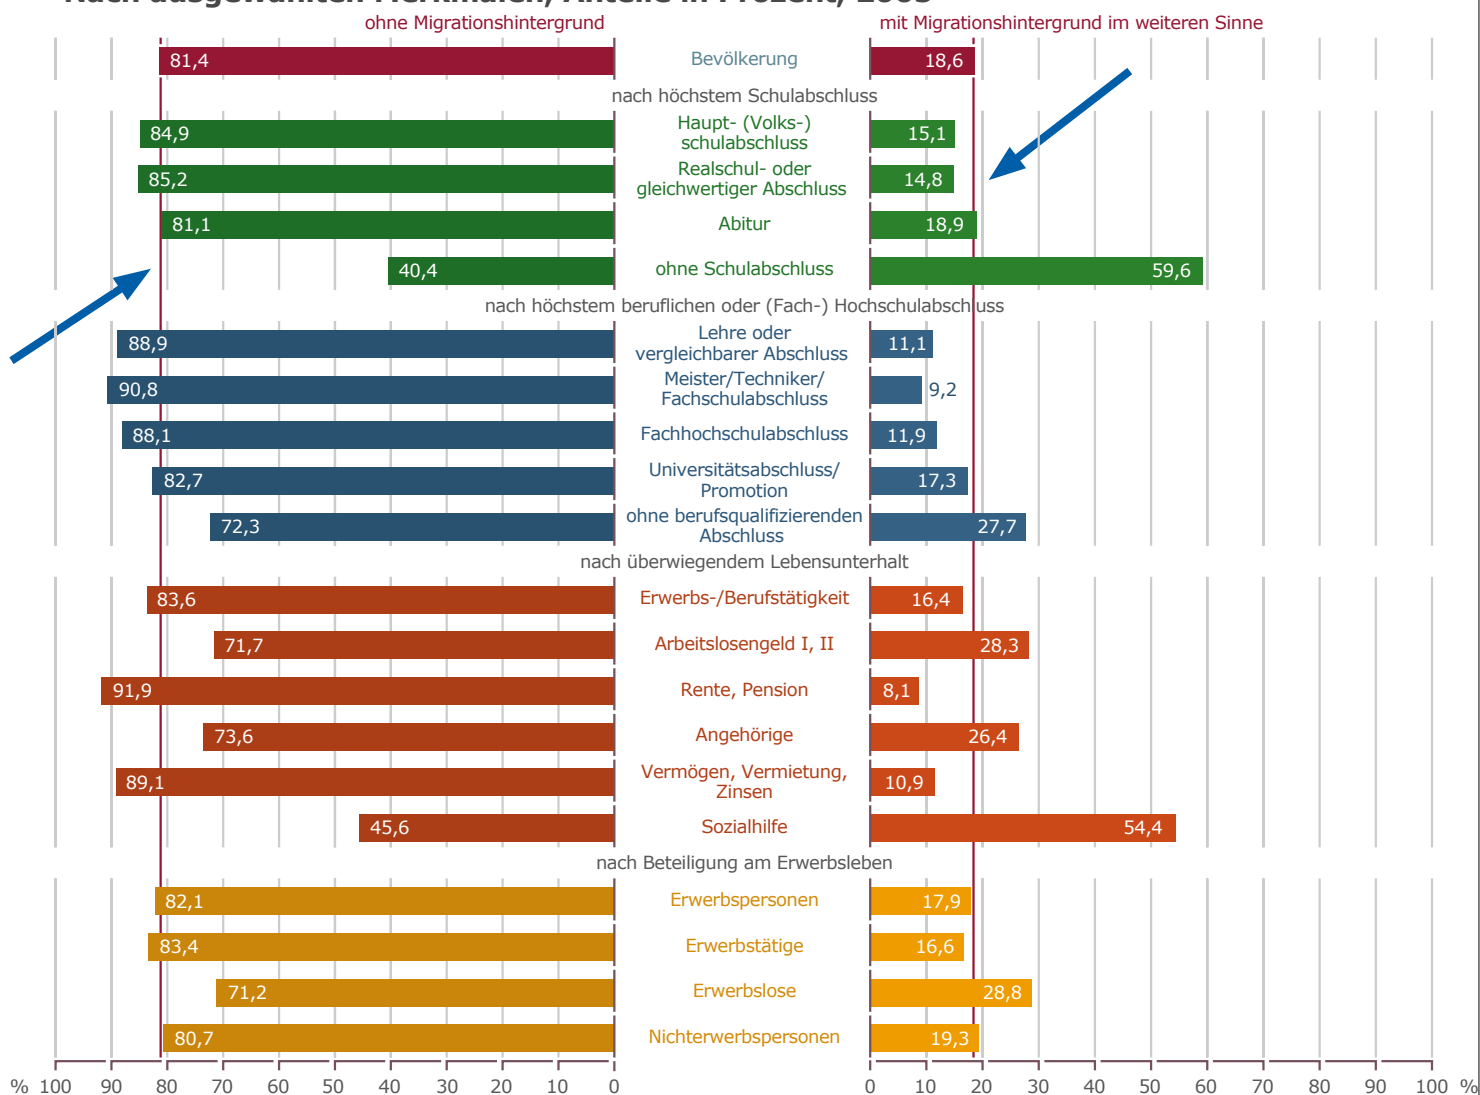 Nach ausgewählten Merkmalen, Anteile in Prozent, 2005
ohne Migrationshintergrund
mit Migrationshintergrund im weiteren Sinne
81,4 Bevölkerung 18,6
nach höchstem Schulabschluss
84,9 Haupt- (Volks-) 15,1
schulabschluss
85,2 Realschul- oder 14,8
gleichwertiger Abschluss
81,1 Abitur 18,9
40,4 ohne Schulabschluss 59,6
nach höchstem beruflichen oder (Fach-) Hochschulabschluss
88,9 Lehre oder 11,1
vergleichbarer Abschluss
90,8 Meister/Techniker/ 9,2
Fachschulabschluss
88,1 Fachhochschulabschluss 11,9
82,7 Universitätsabschluss/ 17,3
Promotion
72,3 ohne berufsqualifizierenden 27,7
Abschluss
nach überwiegendem Lebensunterhalt
83,6 Erwerbs-/Berufstätigkeit 16,4
71,7 Arbeitslosengeld I, II 28,3
91,9 Rente, Pension 8,1
73,6 Angehörige 26,4
89,1 Vermögen, Vermietung, 10,9
Zinsen
45,6 Sozialhilfe 54,4
nach Beteiligung am Erwerbsleben
82,1 Erwerbspersonen 17,9
83,4 Erwerbstätige 16,6
71,2 Erwerbslose 28,8
80,7 Nichterwerbspersonen 19,3
% 100 90 80 70 60 50 40 30 20 10 0 0 10 20 30 40 50 60 70 80 90 100 %